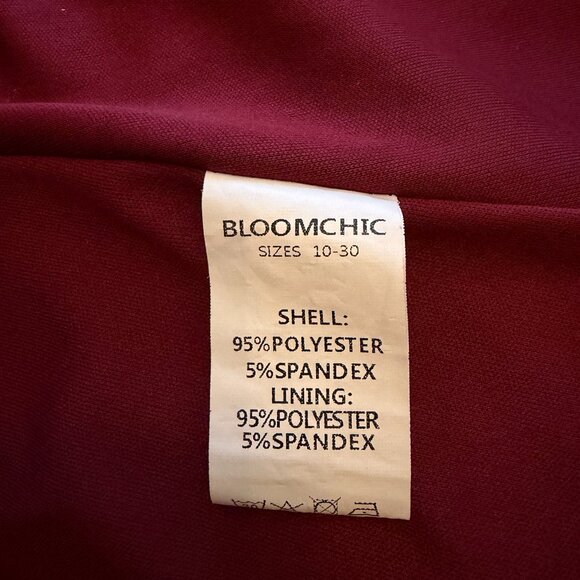 BLOOMCHIC
SIZES 10-30
SHELL:
95%POLYESTER
5%SPANDEX
LINING:
95%POLYESTER
5%SPANDEX